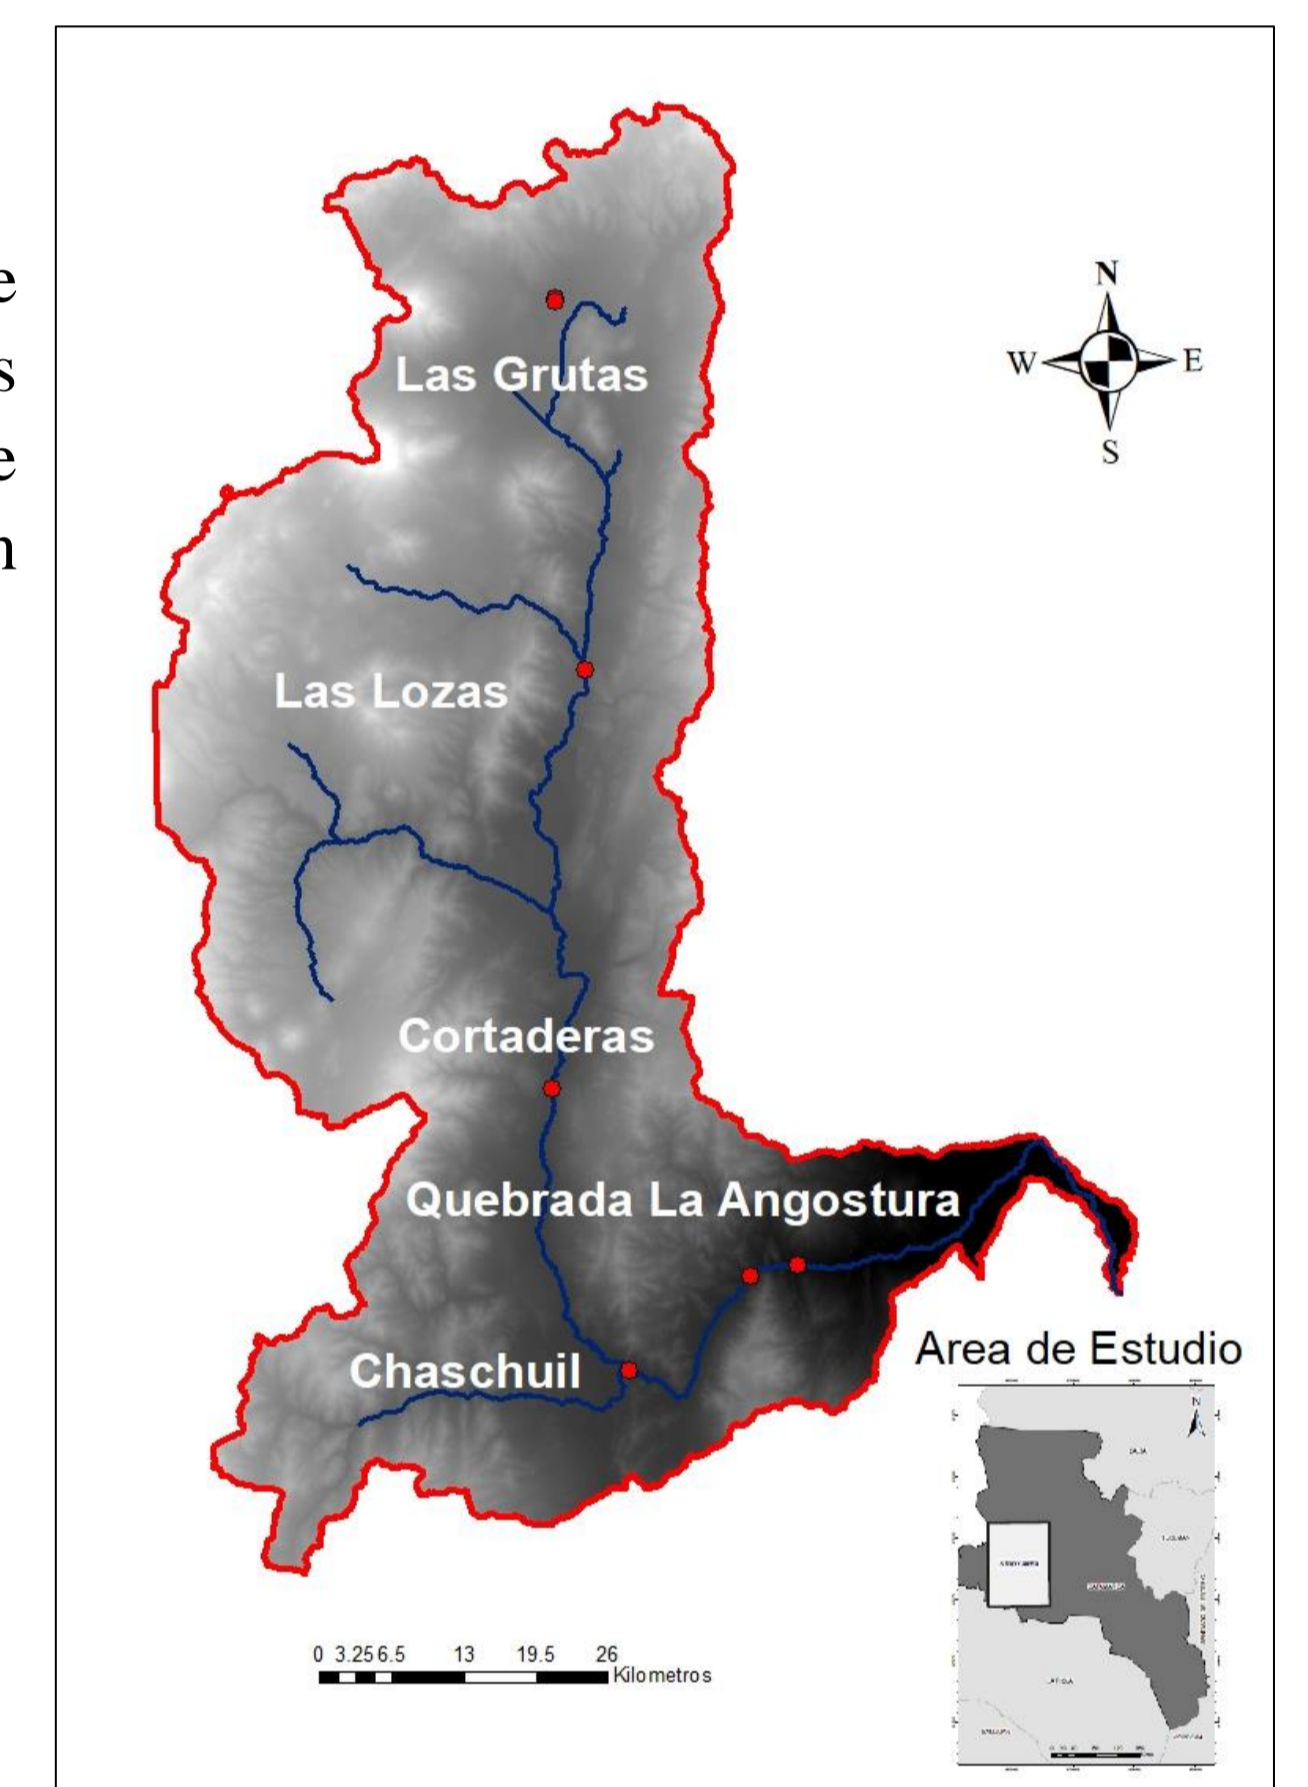 e
s
e
n
N
W E
S
Las Grutas
Las Lozas
Cortaderas
Quebrada La Angostura
Chaschuil
Area de Estudio
N
0 3.25 6.5 13 19.5 26
Kilometros